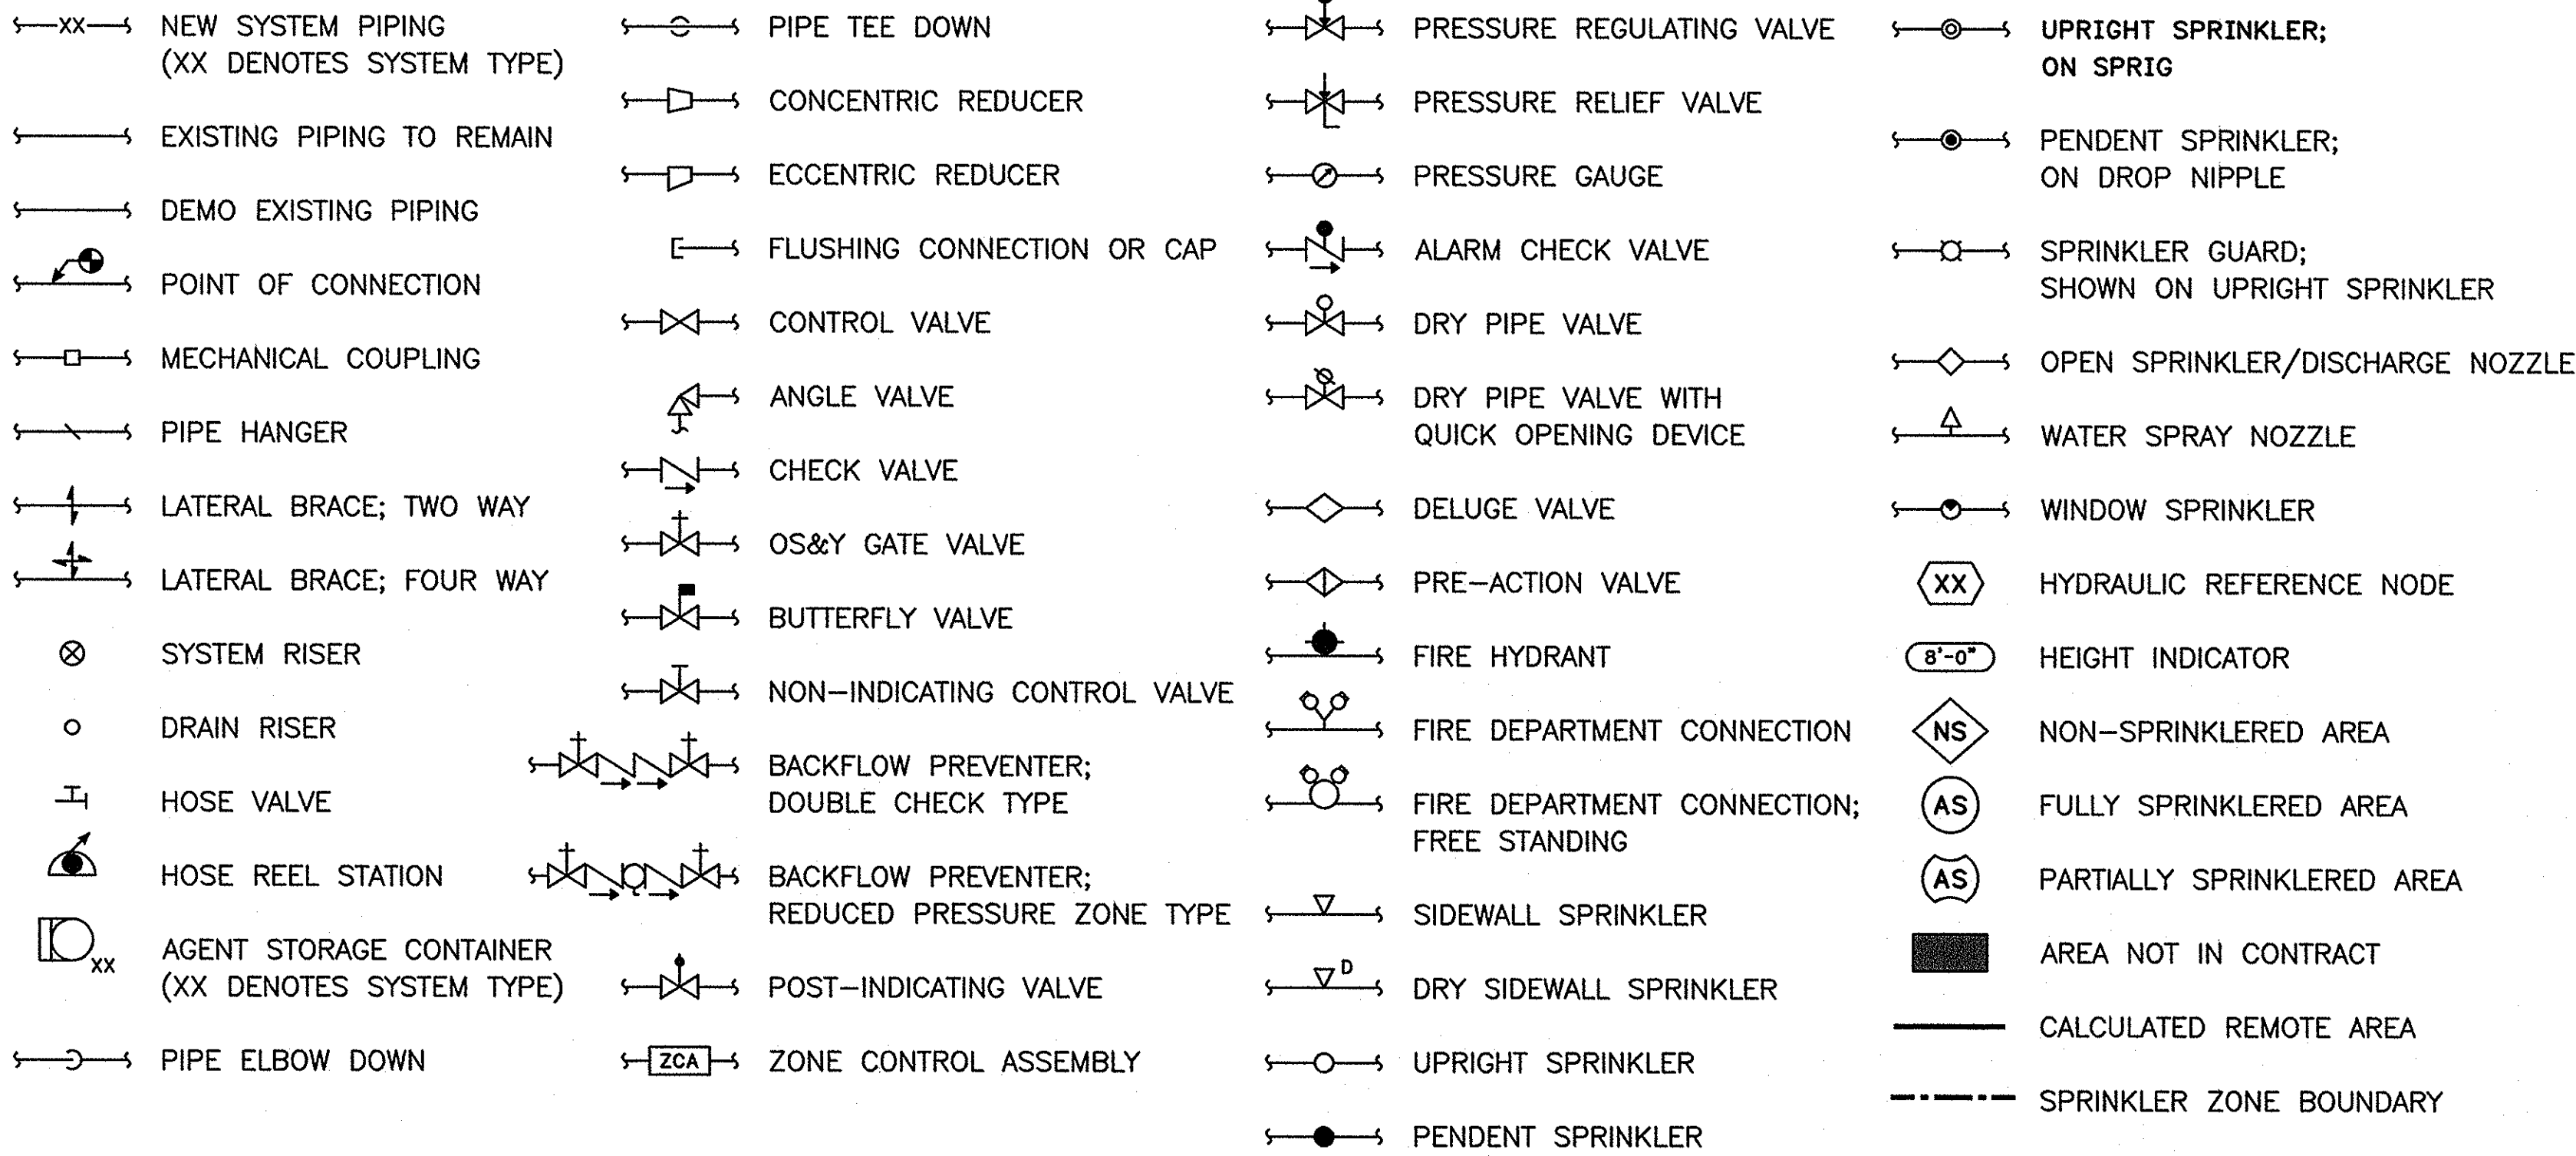 XX
NEW SYSTEM PIPING
(XX DENOTES SYSTEM TYPE)
EXISTING PIPING TO REMAIN
DEMO EXISTING PIPING
POINT OF CONNECTION
MECHANICAL COUPLING
PIPE HANGER
LATERAL BRACE; TWO WAY
LATERAL BRACE; FOUR WAY
SYSTEM RISER
DRAIN RISER
HOSE VALVE
HOSE REEL STATION
XX
AGENT STORAGE CONTAINER
(XX DENOTES SYSTEM TYPE)
PIPE ELBOW DOWN
PIPE TEE DOWN
CONCENTRIC REDUCER
ECCENTRIC REDUCER
FLUSHING CONNECTION OR CAP
CONTROL VALVE
ANGLE VALVE
CHECK VALVE
OS&Y GATE VALVE
BUTTERFLY VALVE
NON-INDICATING CONTROL VALVE
BACKFLOW PREVENTER;
DOUBLE CHECK TYPE
BACKFLOW PREVENTER;
REDUCED PRESSURE ZONE TYPE
POST-INDICATING VALVE
ZCA ZONE CONTROL ASSEMBLY
PRESSURE REGULATING VALVE
PRESSURE RELIEF VALVE
PRESSURE GAUGE
ALARM CHECK VALVE
DRY PIPE VALVE
DRY PIPE VALVE WITH
QUICK OPENING DEVICE
DELUGE VALVE
PRE-ACTION VALVE
FIRE HYDRANT
FIRE DEPARTMENT CONNECTION
FIRE DEPARTMENT CONNECTION;
FREE STANDING
SIDEWALL SPRINKLER
D
DRY SIDEWALL SPRINKLER
UPRIGHT SPRINKLER
PENDENT SPRINKLER
UPRIGHT SPRINKLER;
ON SPRIG
PENDENT SPRINKLER;
ON DROP NIPPLE
SPRINKLER GUARD;
SHOWN ON UPRIGHT SPRINKLER
OPEN SPRINKLER/DISCHARGE NOZZLE
WATER SPRAY NOZZLE
WINDOW SPRINKLER
XX HYDRAULIC REFERENCE NODE
8'-0" HEIGHT INDICATOR
NS NON-SPRINKLERED AREA
AS FULLY SPRINKLERED AREA
AS PARTIALLY SPRINKLERED AREA
AREA NOT IN CONTRACT
CALCULATED REMOTE AREA
SPRINKLER ZONE BOUNDARY